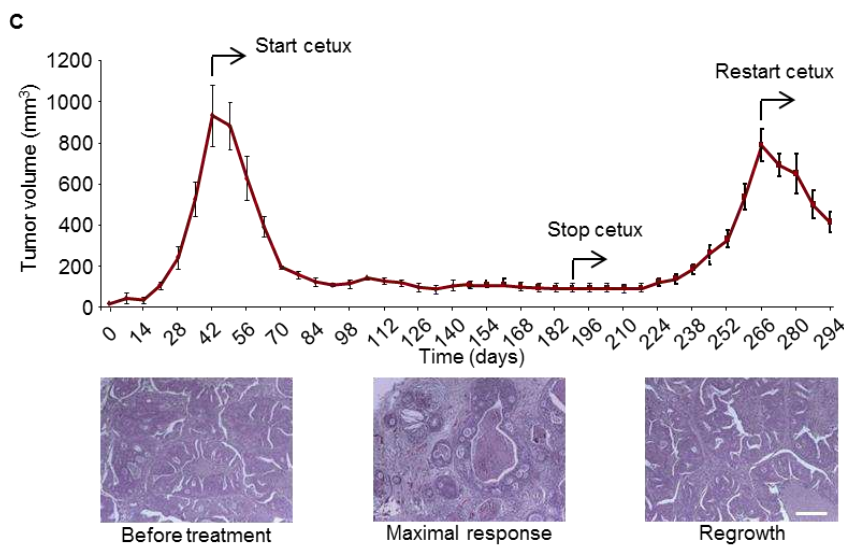 C
Start cetux
Restart cetux
Stop cetux
Tumor volume (mm³)
1200
1000
800
600
400
200
0
0 14 28 42 56 70 84 98 112 126 140 154 168 182 196 210 224 238 252 266 280 294
Time (days)
Before treatment
Maximal response
Regrowth